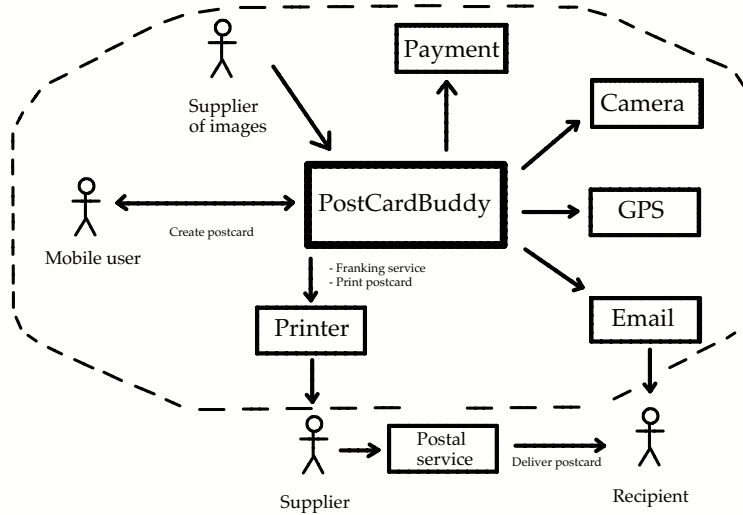 Payment
Supplier
of images
Camera
PostCardBuddy
GPS
Create postcard
Mobile user
- Franking service
- Print postcard
Printer
Email
Postal
service
Deliver postcard
Supplier
Recipient